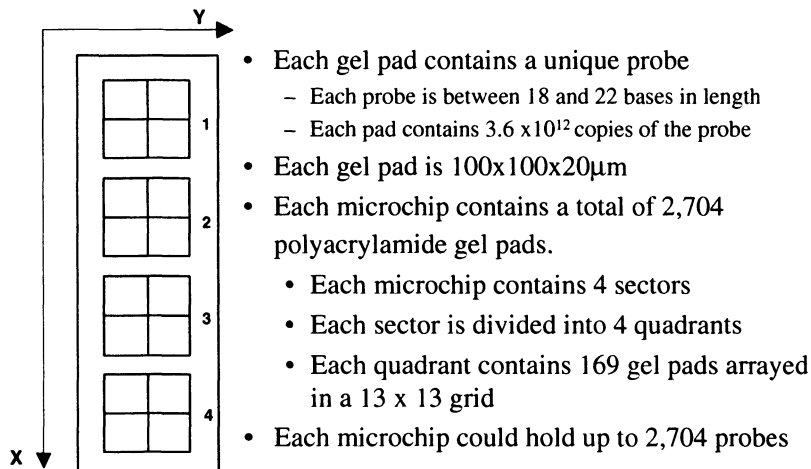 Y
• Each gel pad contains a unique probe
– Each probe is between 18 and 22 bases in length
– Each pad contains 3.6 x10¹² copies of the probe
• Each gel pad is 100x100x20μm
• Each microchip contains a total of 2,704
polyacrylamide gel pads.
• Each microchip contains 4 sectors
• Each sector is divided into 4 quadrants
• Each quadrant contains 169 gel pads arrayed
in a 13 x 13 grid
• Each microchip could hold up to 2,704 probes
1
2
3
4
X